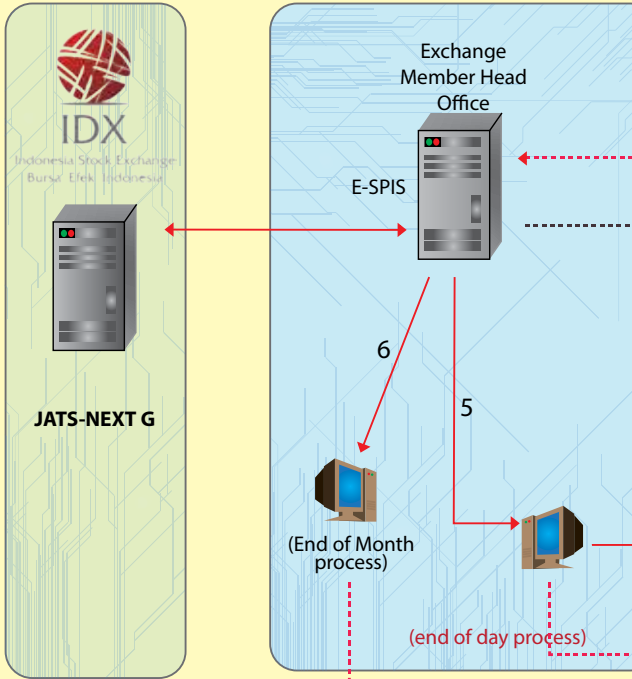 IDX
Indonesia Stock Exchange
Bursa Efek Indonesia
JATS-NEXT G
Exchange
Member Head
Office
E-SPIS
6
5
(End of Month
process)
(end of day process)